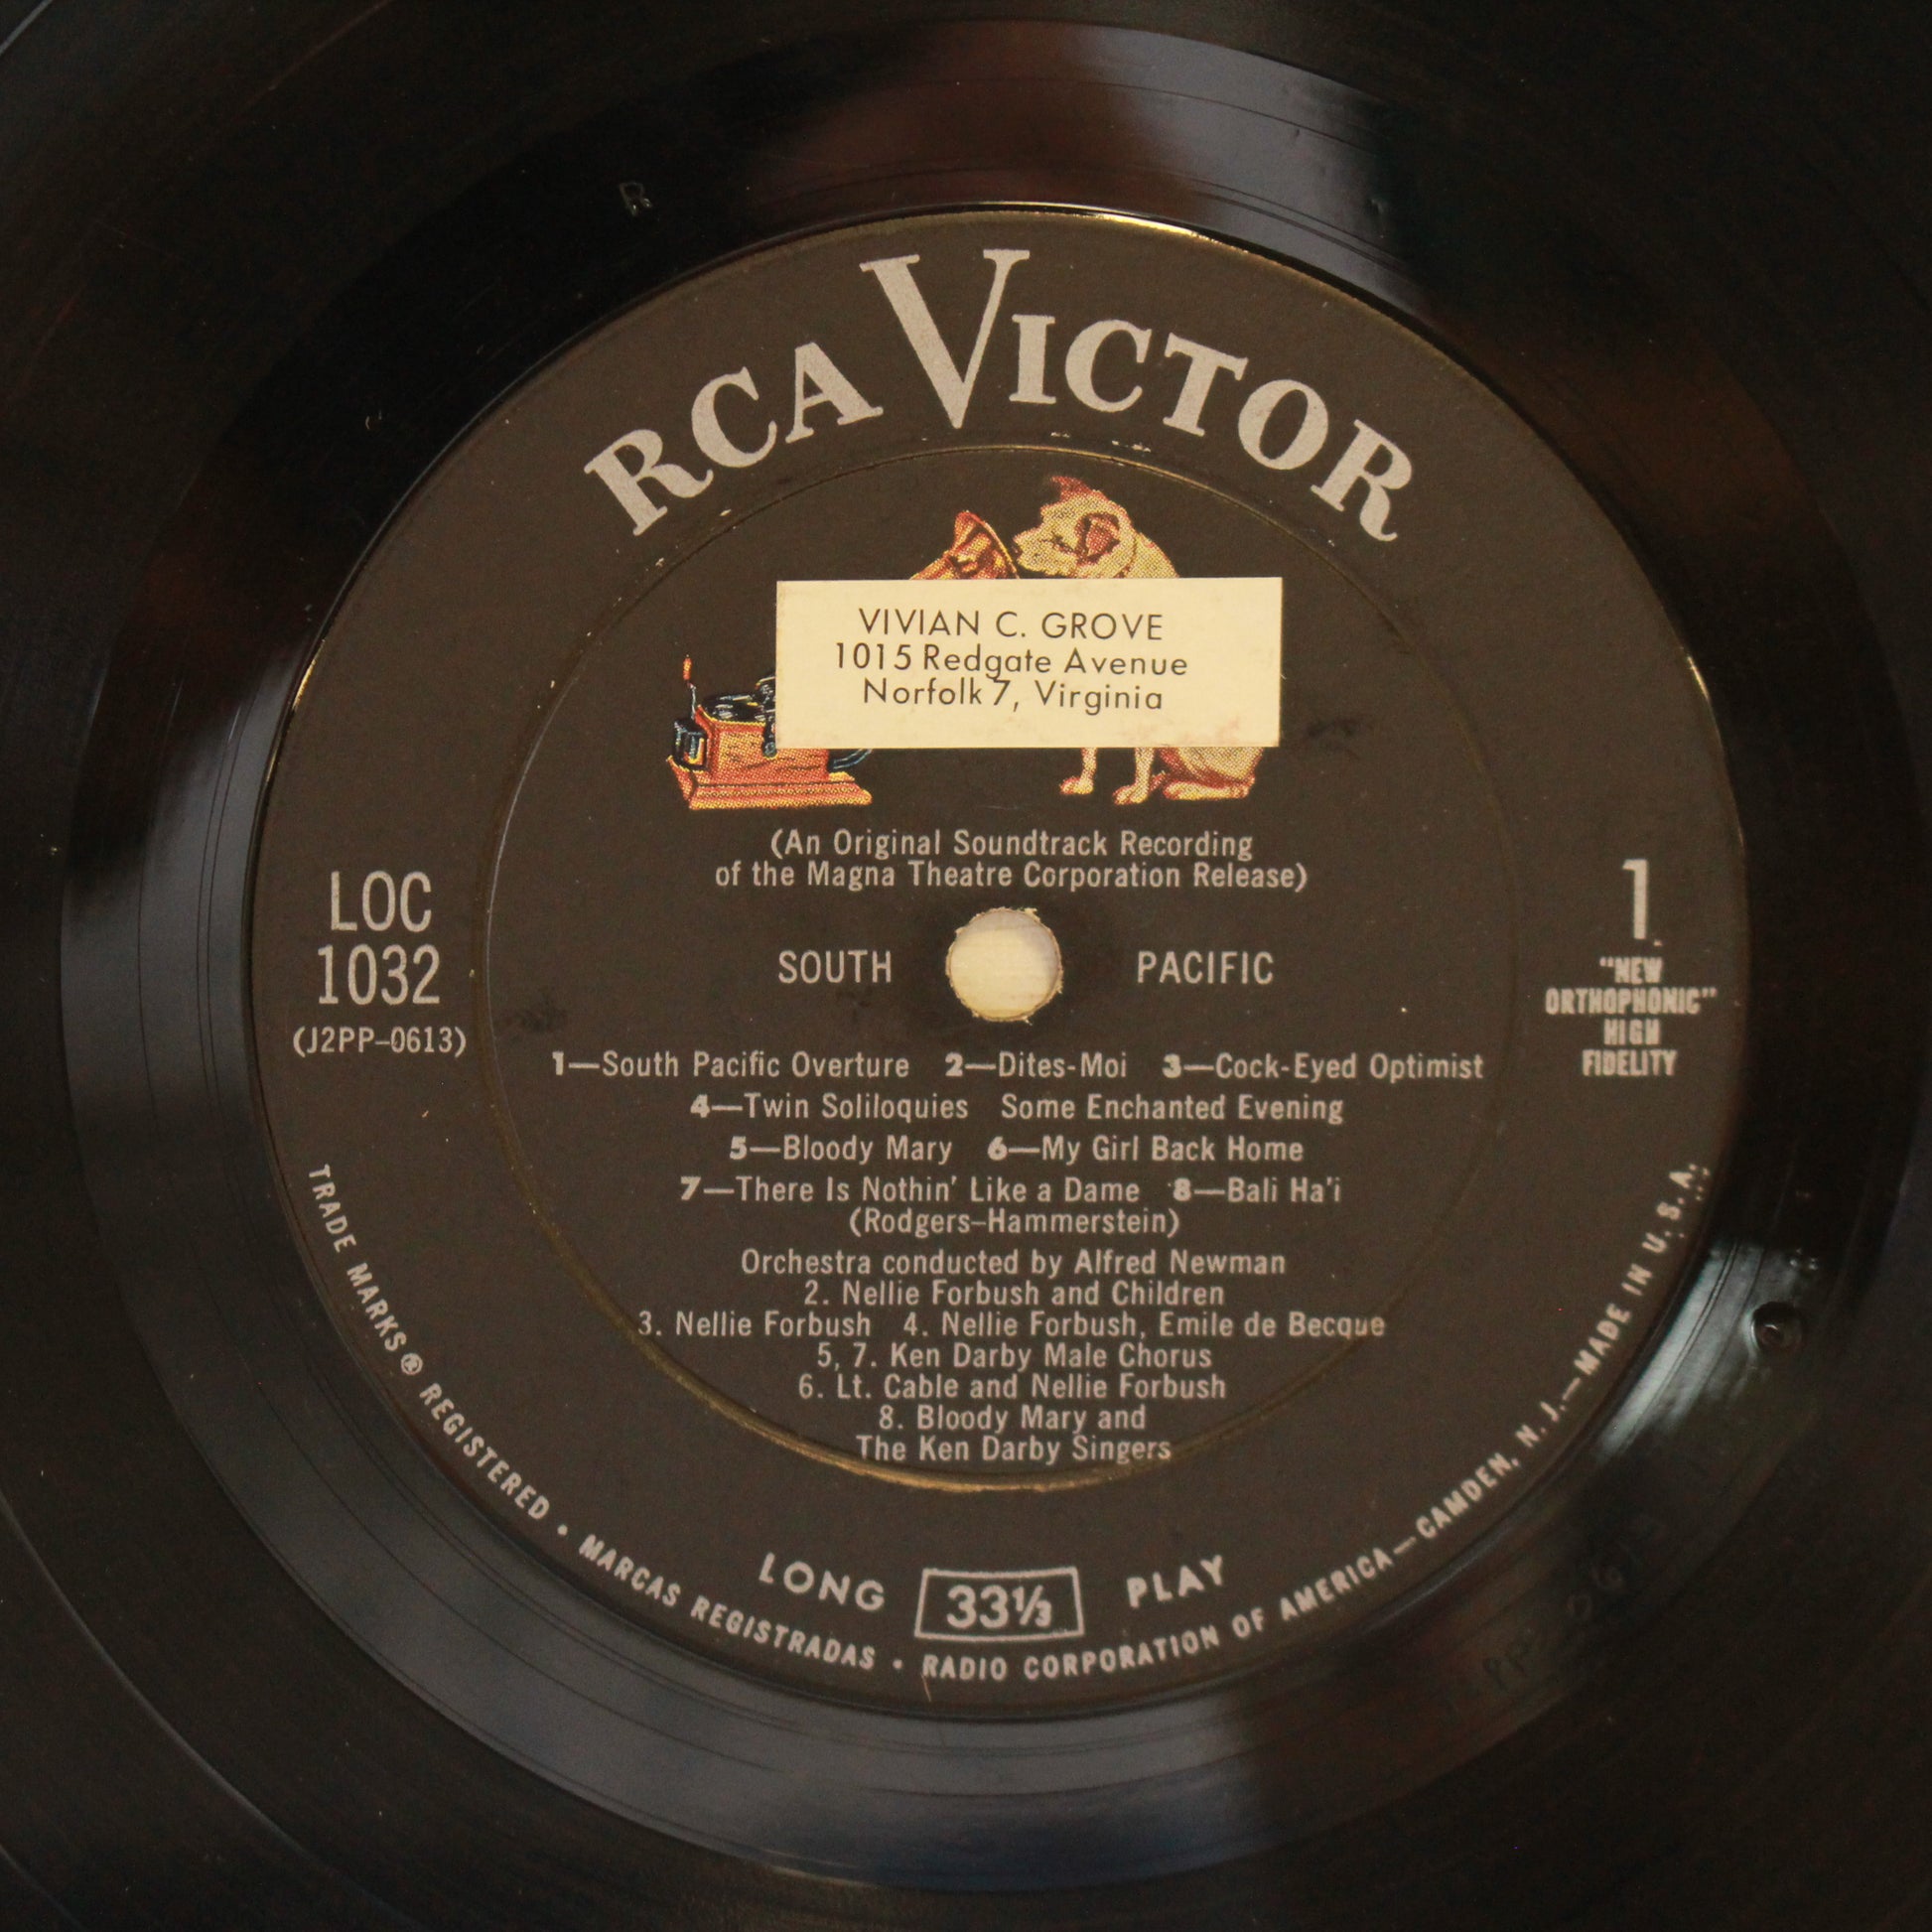 R
RCA VICTOR
VIVIAN C. GROVE
1015 Redgate Avenue
Norfolk 7, Virginia
(An Original Soundtrack Recording
of the Magna Theatre Corporation Release)
LOC
1032
(J2PP-0613)
SOUTH PACIFIC
1
"NEW
ORTHOPHONIC"
HIGH
FIDELITY
1—South Pacific Overture 2—Dites-Moi 3—Cock-Eyed Optimist
4—Twin Soliloquies Some Enchanted Evening
5—Bloody Mary 6—My Girl Back Home
7—There Is Nothin' Like a Dame 8—Bali Ha'i
(Rodgers–Hammerstein)
Orchestra conducted by Alfred Newman
2. Nellie Forbush and Children
3. Nellie Forbush 4. Nellie Forbush, Emile de Becque
5, 7. Ken Darby Male Chorus
6. Lt. Cable and Nellie Forbush
8. Bloody Mary and
The Ken Darby Singers
LONG 33⅓ PLAY
TRADE MARKS ® REGISTERED • MARCAS REGISTRADAS • RADIO CORPORATION OF AMERICA—CAMDEN, N. J.—MADE IN U. S. A.